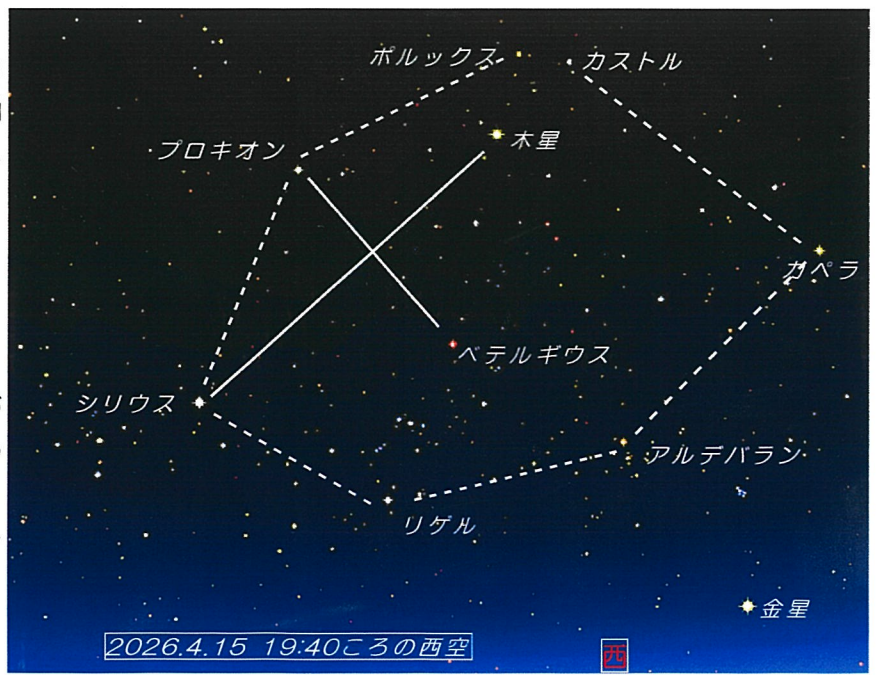 ポルックス
カストル
プロキオン
木星
カペラ
ベテルギウス
シリウス
アルデバラン
リゲル
金星
2026.4.15 19:40ころの西空
西